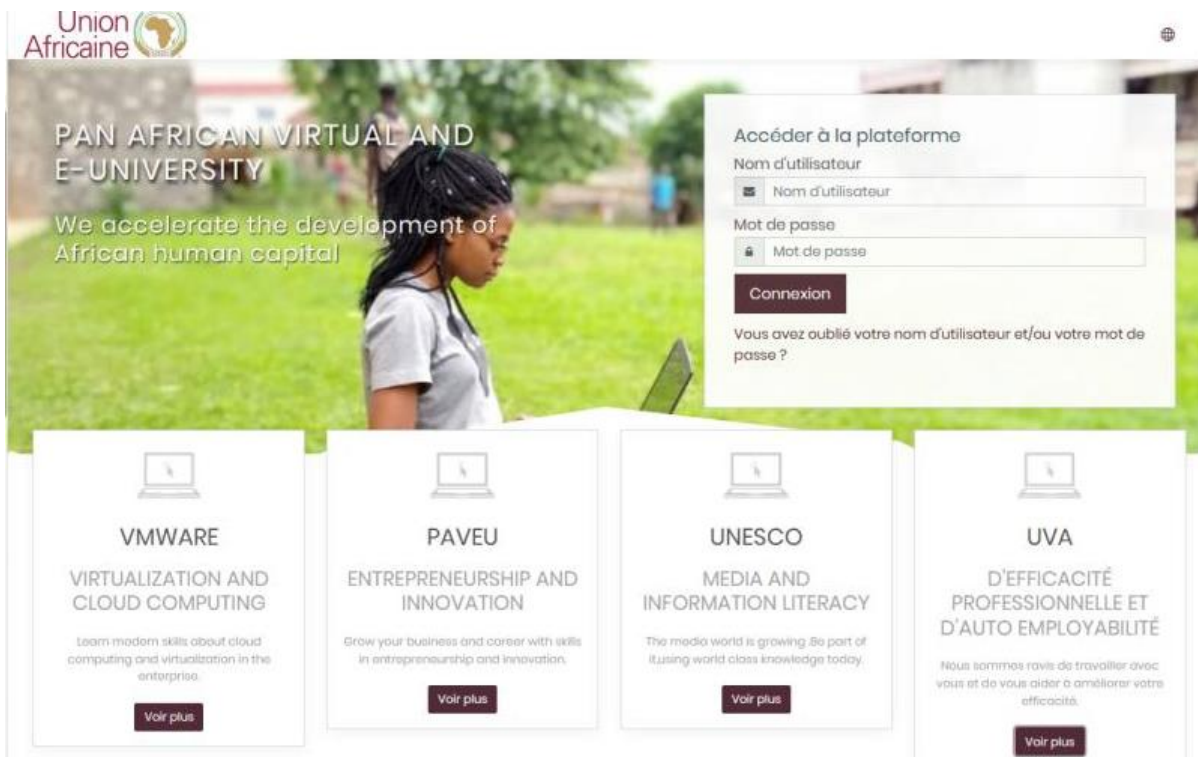 Union
Africaine
PAN AFRICAN VIRTUAL AND
E-UNIVERSITY
We accelerate the development of
African human capital
Accéder à la plateforme
Nom d'utilisateur
Nom d'utilisateur
Mot de passe
Mot de passe
Connexion
Vous avez oublié votre nom d'utilisateur et/ou votre mot de
passe ?
VMWARE
VIRTUALIZATION AND
CLOUD COMPUTING
Learn modern skills about cloud
computing and virtualization in the
enterprise.
Voir plus
PAVEU
ENTREPRENEURSHIP AND
INNOVATION
Grow your business and career with skills
in entrepreneurship and innovation.
Voir plus
UNESCO
MEDIA AND
INFORMATION LITERACY
The media world is growing .Be part of
it,using world class knowledge today.
Voir plus
UVA
D'EFFICACITÉ
PROFESSIONNELLE ET
D'AUTO EMPLOYABILITÉ
Nous sommes ravis de travailler avec
vous et de vous aider à améliorer votre
efficacité.
Voir plus